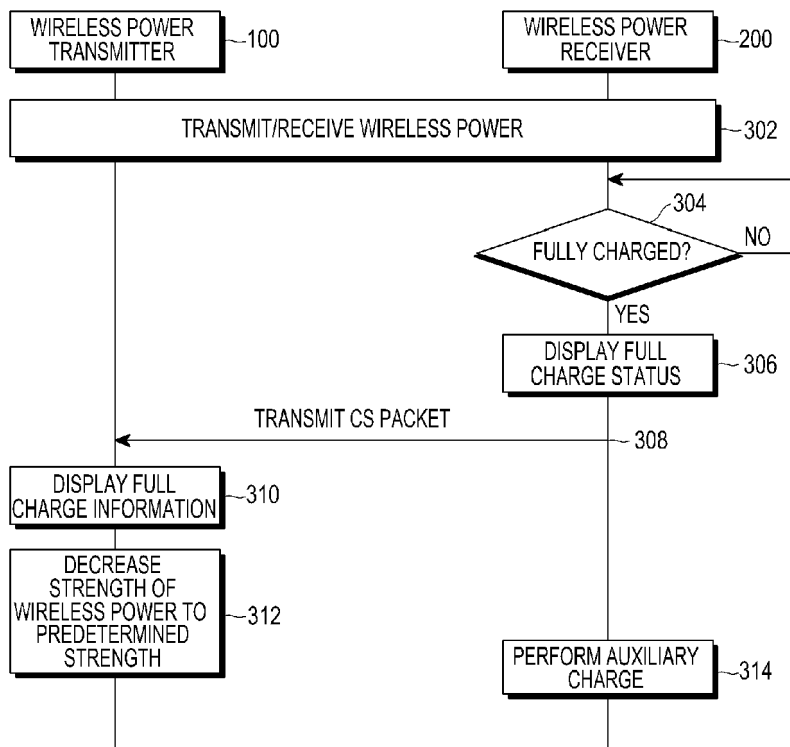 WIRELESS POWER
TRANSMITTER
100
WIRELESS POWER
RECEIVER
200
TRANSMIT/RECEIVE WIRELESS POWER
302
304
FULLY CHARGED?
NO
YES
DISPLAY FULL
CHARGE STATUS
306
TRANSMIT CS PACKET
308
DISPLAY FULL
CHARGE INFORMATION
310
DECREASE
STRENGTH OF
WIRELESS POWER TO
PREDETERMINED
STRENGTH
312
PERFORM AUXILIARY
CHARGE
314